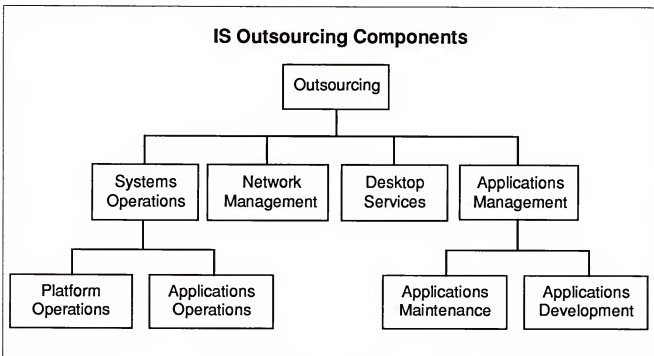 IS Outsourcing Components
Outsourcing
Systems
Operations
Network
Management
Desktop
Services
Applications
Management
Platform
Operations
Applications
Operations
Applications
Maintenance
Applications
Development